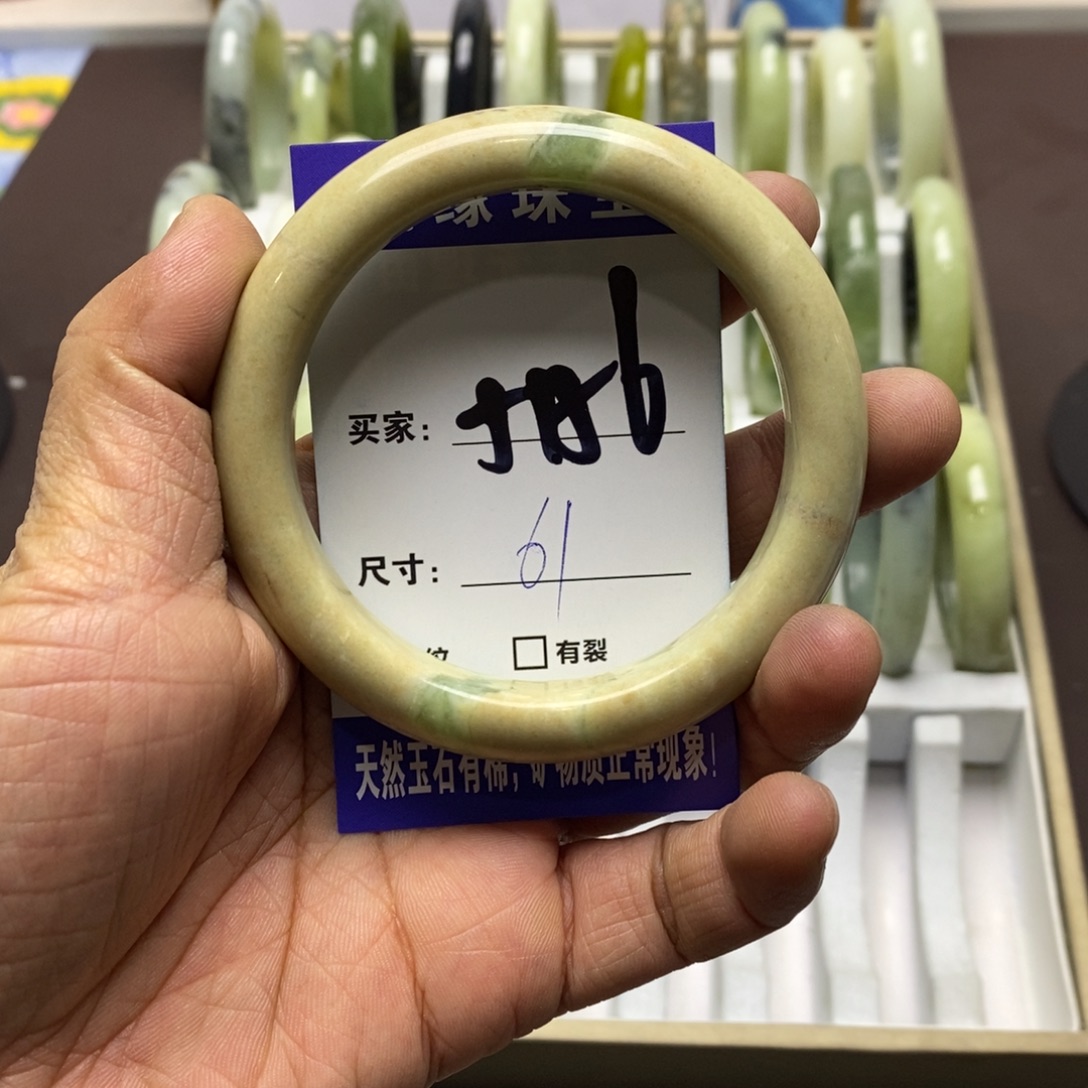 缘珠宝
买家:
尺寸: 61
纹 □有裂
天然玉石有棉,矿物质正常现象!